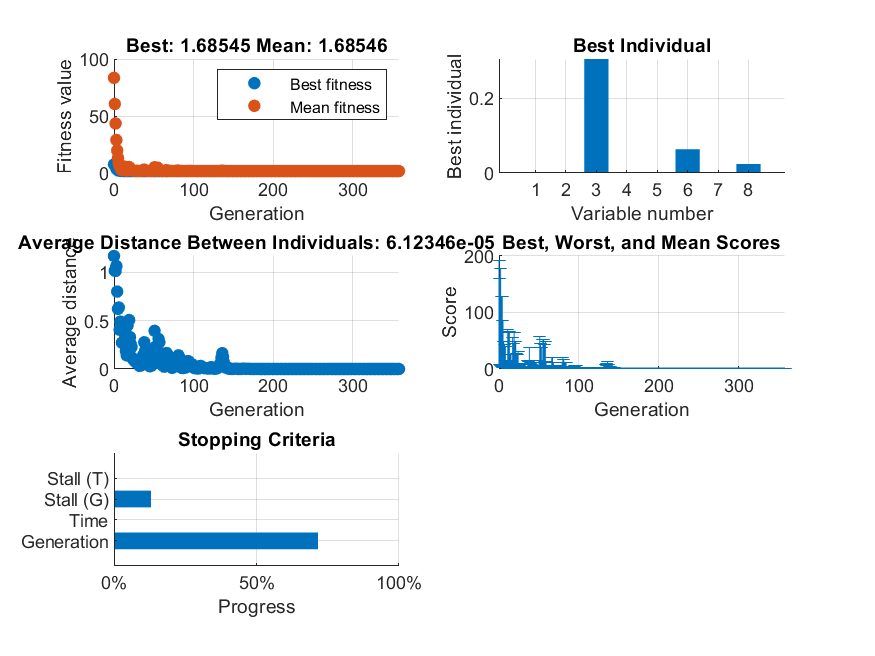 Best: 1.68545 Mean: 1.68546
Fitness value
100
50
0
Best fitness
Mean fitness
0 100 200 300
Generation
Best Individual
Best individual
0.2
0
1 2 3 4 5 6 7 8
Variable number
Average Distance Between Individuals: 6.12346e-05
Average distance
1
0.5
0
0 100 200 300
Generation
Best, Worst, and Mean Scores
Score
200
100
0
0 100 200 300
Generation
Stopping Criteria
Stall (T)
Stall (G)
Time
Generation
0% 50% 100%
Progress